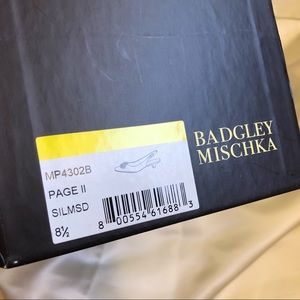 BADGLEY
MISCHKA
MP4302B
PAGE II
SILMSD
8½
8 00554 61688 3